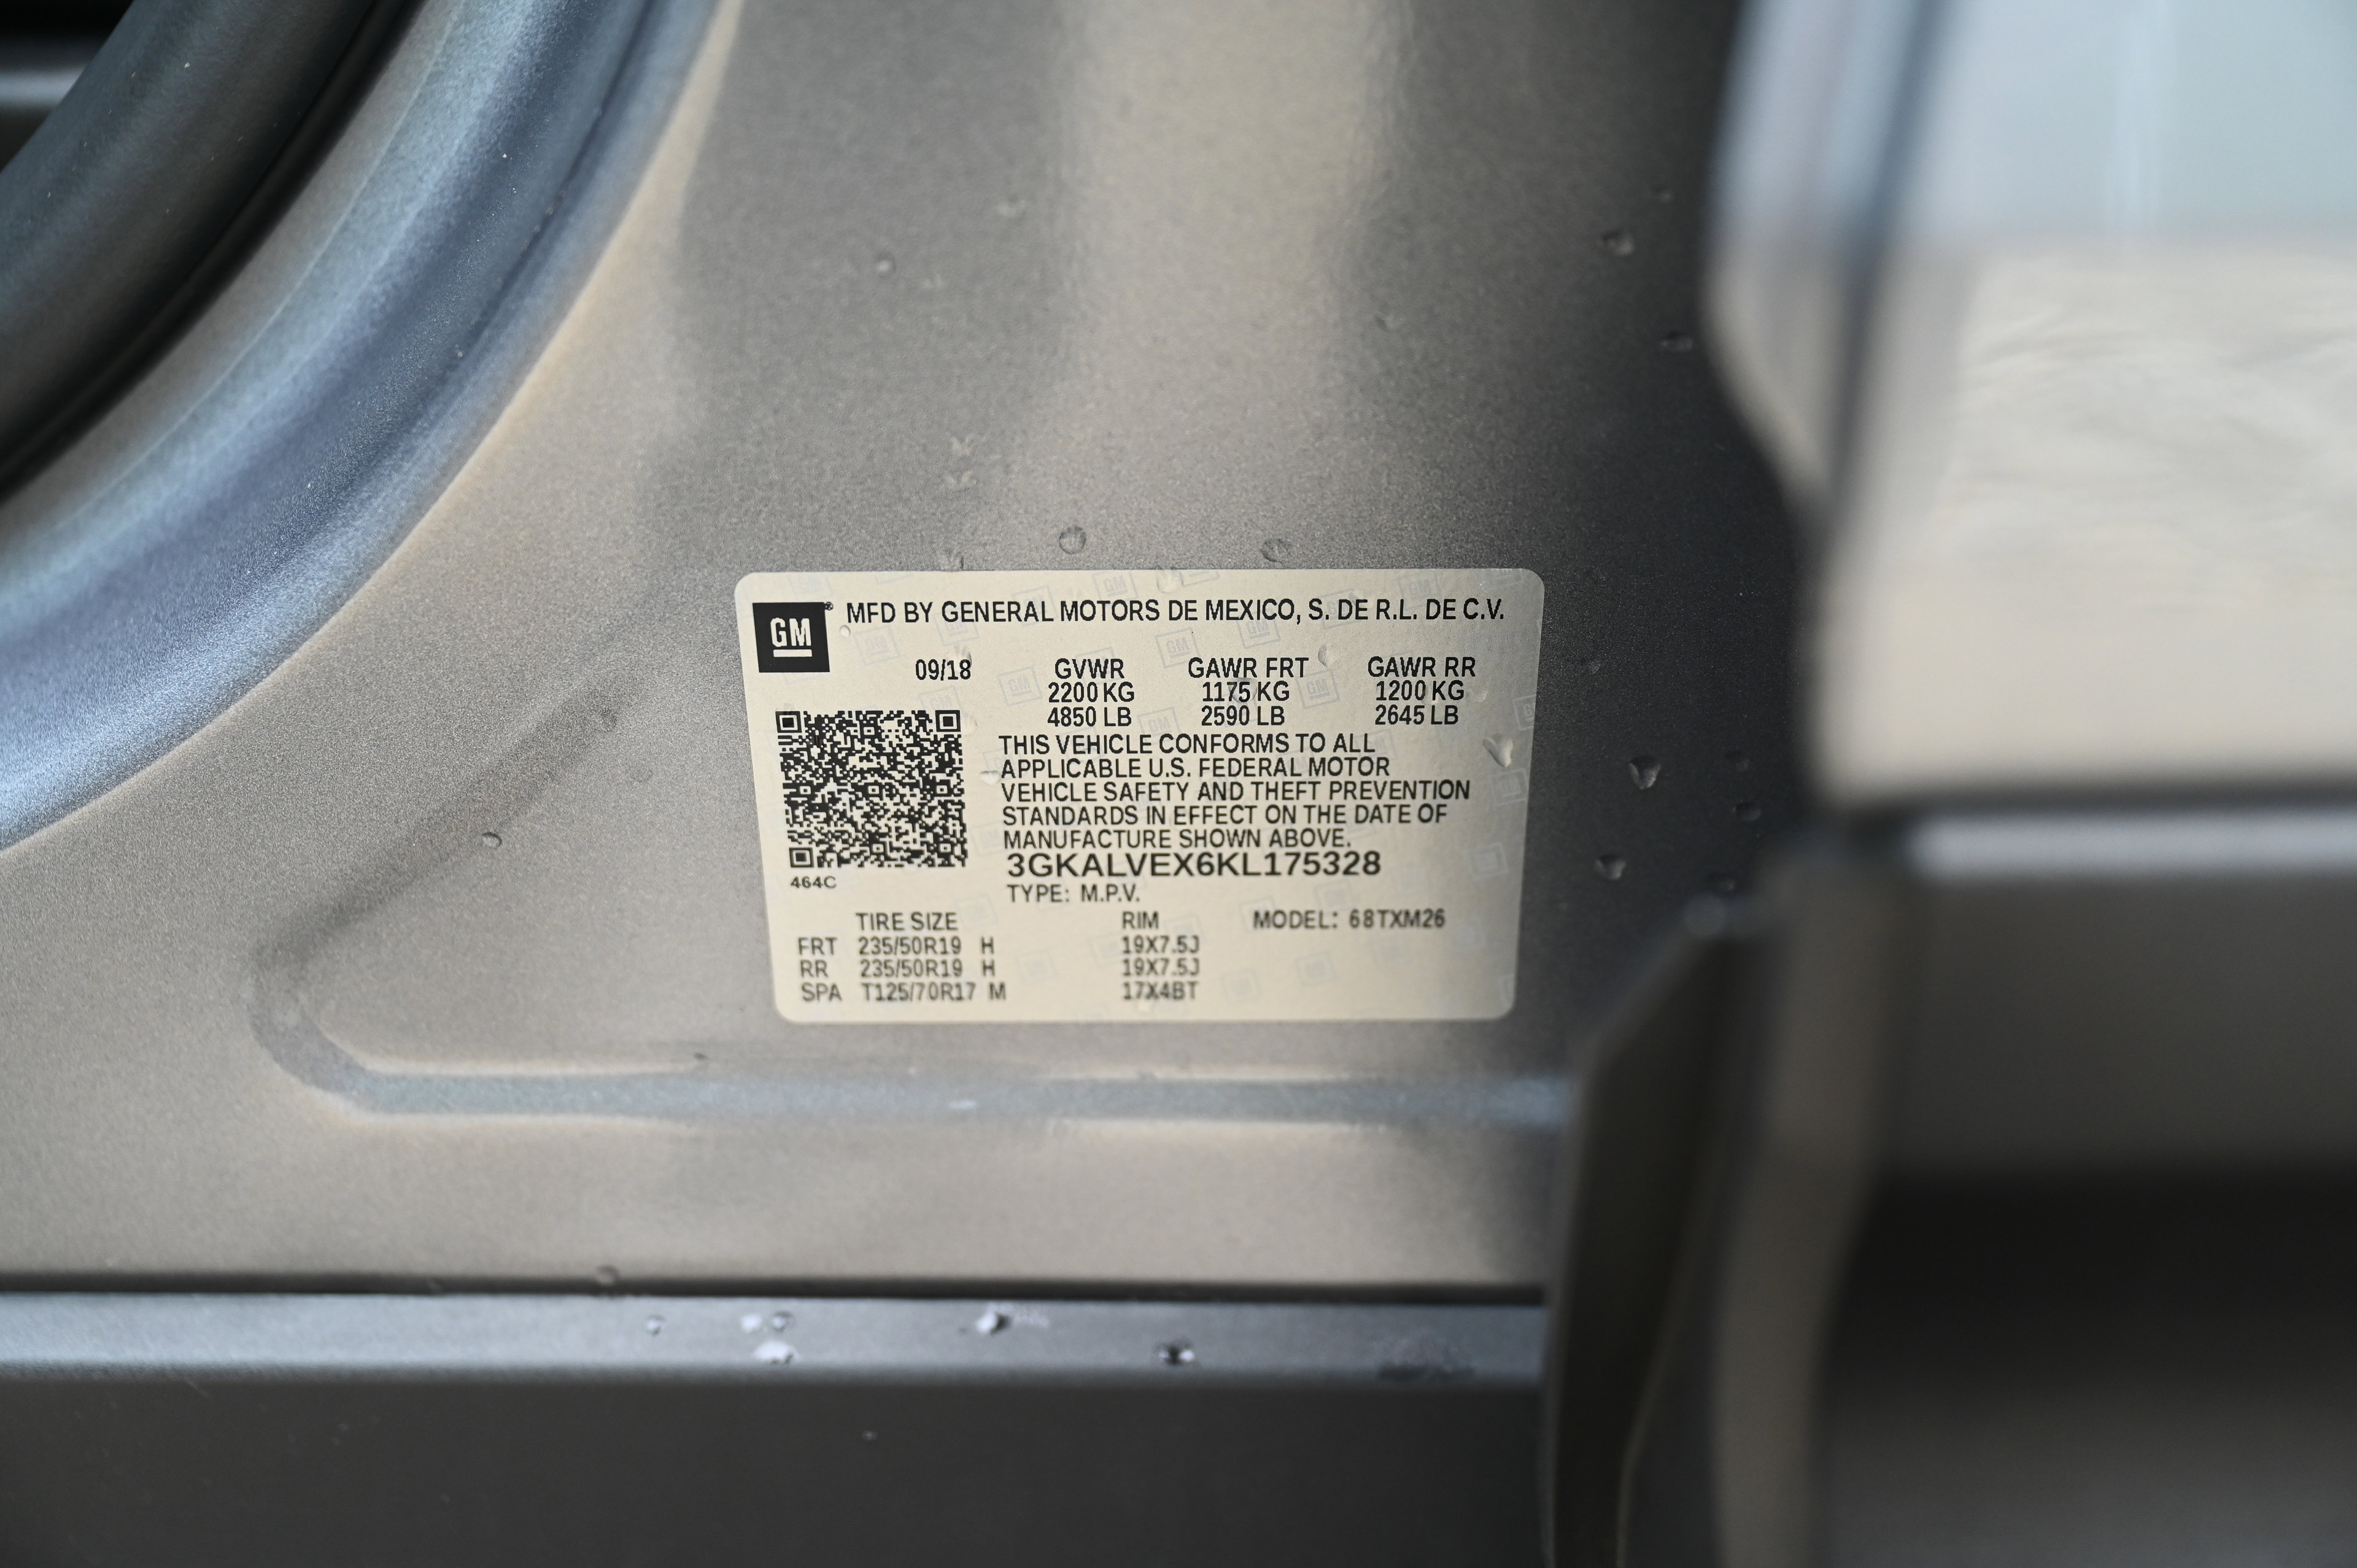 GM® MFD BY GENERAL MOTORS DE MEXICO, S. DE R.L. DE C.V.
09/18 GVWR GAWR FRT GAWR RR
2200 KG 1175 KG 1200 KG
4850 LB 2590 LB 2645 LB
THIS VEHICLE CONFORMS TO ALL
APPLICABLE U.S. FEDERAL MOTOR
VEHICLE SAFETY AND THEFT PREVENTION
STANDARDS IN EFFECT ON THE DATE OF
MANUFACTURE SHOWN ABOVE.
3GKALVEX6KL175328
464C
TYPE: M.P.V.
TIRE SIZE RIM MODEL: 68TXM26
FRT 235/50R19 H 19X7.5J
RR 235/50R19 H 19X7.5J
SPA T125/70R17 M 17X4BT